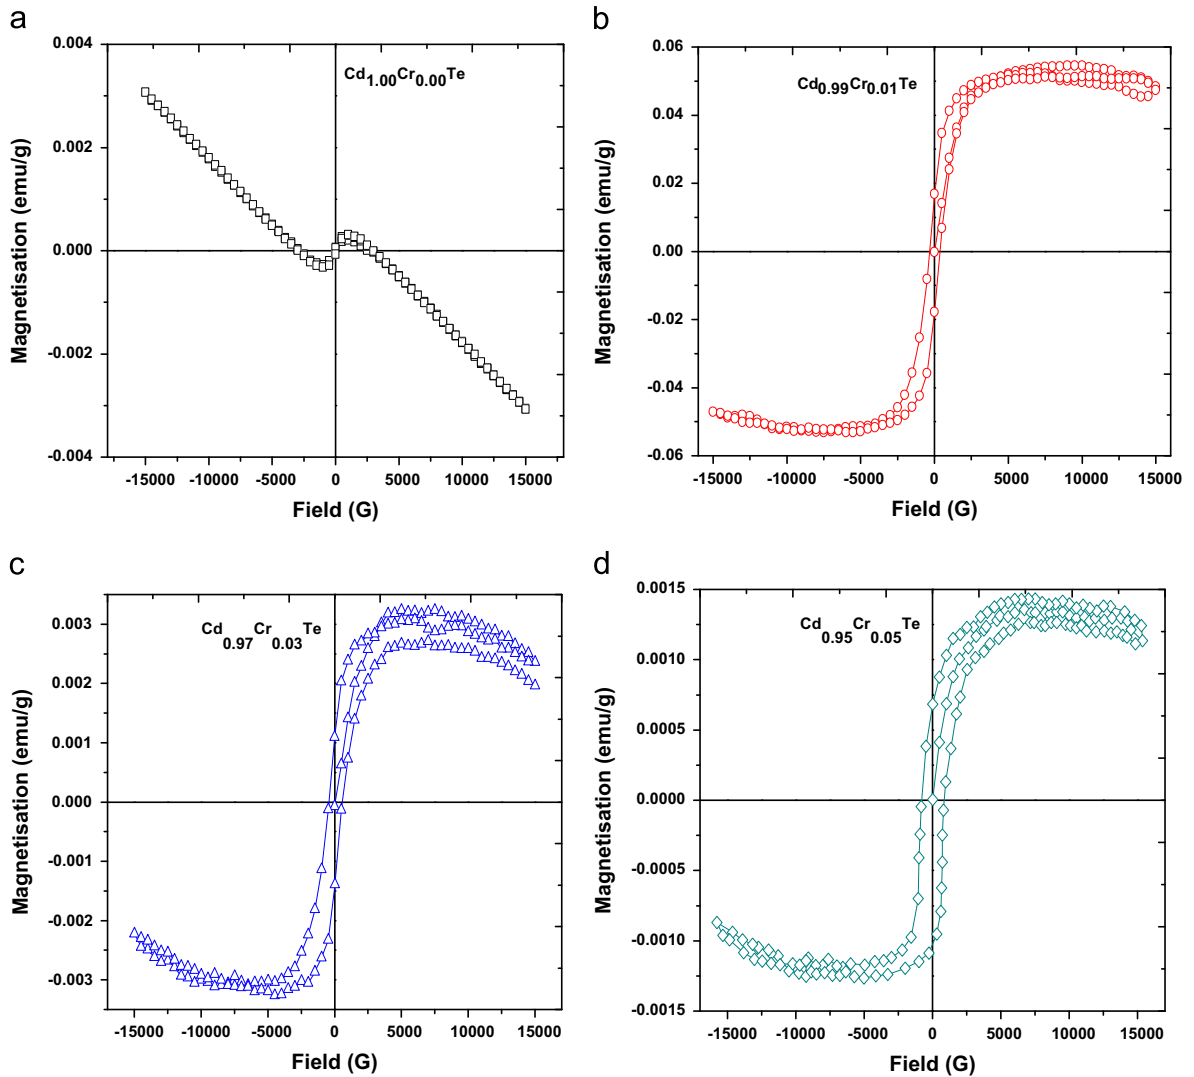 a
Cd1.00Cr0.00Te
0.004
0.002
0.000
-0.002
-0.004
Magnetisation (emu/g)
-15000 -10000 -5000 0 5000 10000 15000
Field (G)
b
Cd0.99Cr0.01Te
0.06
0.04
0.02
0.00
-0.02
-0.04
-0.06
Magnetisation (emu/g)
-15000 -10000 -5000 0 5000 10000 15000
Field (G)
c
Cd0.97Cr0.03Te
0.003
0.002
0.001
0.000
-0.001
-0.002
-0.003
Magnetisation (emu/g)
-15000 -10000 -5000 0 5000 10000 15000
Field (G)
d
Cd0.95Cr0.05Te
0.0015
0.0010
0.0005
0.0000
-0.0005
-0.0010
-0.0015
Magnetisation (emu/g)
-15000 -10000 -5000 0 5000 10000 15000
Field (G)